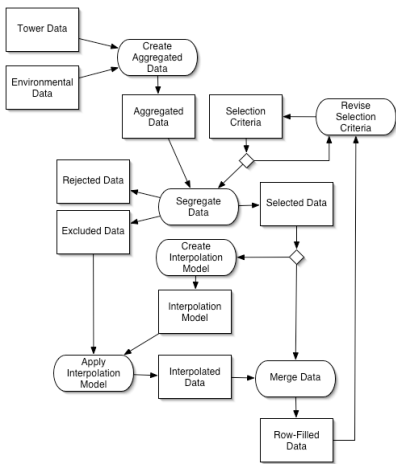 Tower Data
Create
Aggregated
Data
Environmental
Data
Aggregated
Data
Selection
Criteria
Revise
Selection
Criteria
Rejected Data
Segregate
Data
Selected Data
Excluded Data
Create
Interpolation
Model
Interpolation
Model
Apply
Interpolation
Model
Interpolated
Data
Merge Data
Row-Filled
Data